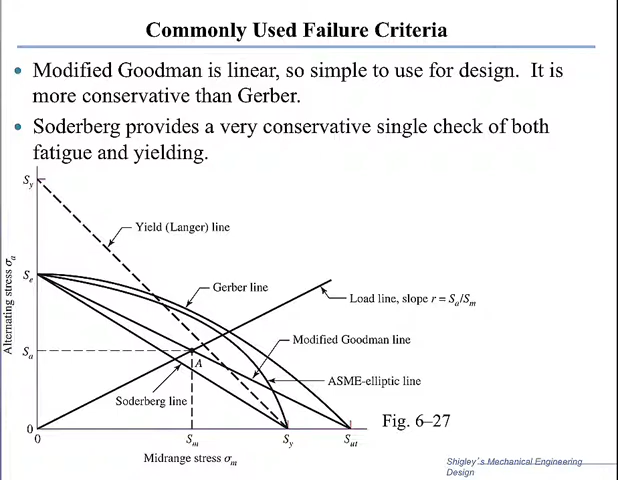 Commonly Used Failure Criteria
• Modified Goodman is linear, so simple to use for design. It is
more conservative than Gerber.
• Soderberg provides a very conservative single check of both
fatigue and yielding.
Sy
Yield (Langer) line
Se
Gerber line
Load line, slope r = Sa/Sm
Alternating stress σa
Modified Goodman line
Sa
A
ASME-elliptic line
Soderberg line
Fig. 6–27
0
0
Sm
Sy
Sut
Midrange stress σm
Shigley's Mechanical Engineering
Design